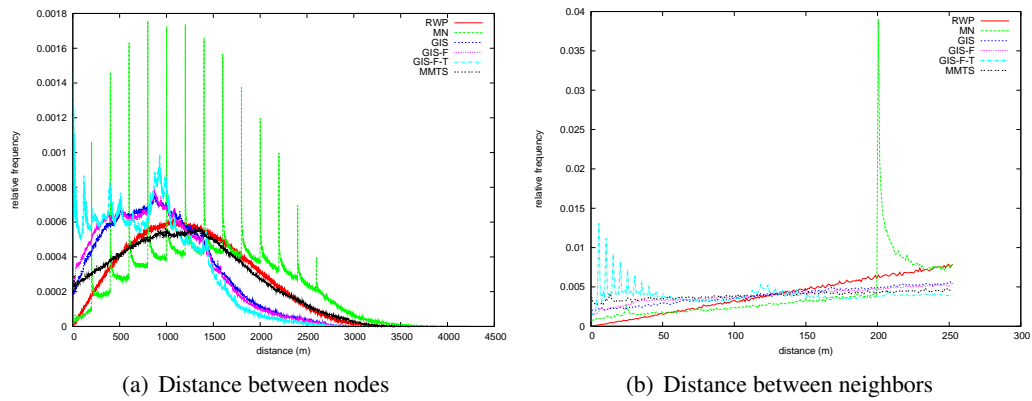 0.0018
0.0016
0.0014
0.0012
0.001
0.0008
0.0006
0.0004
0.0002
0
relative frequency
0 500 1000 1500 2000 2500 3000 3500 4000 4500
distance (m)
RWP
MN
GIS
GIS-F
GIS-F-T
MMTS
(a) Distance between nodes
0.04
0.035
0.03
0.025
0.02
0.015
0.01
0.005
0
relative frequency
0 50 100 150 200 250 300
distance (m)
RWP
MN
GIS
GIS-F
GIS-F-T
MMTS
(b) Distance between neighbors